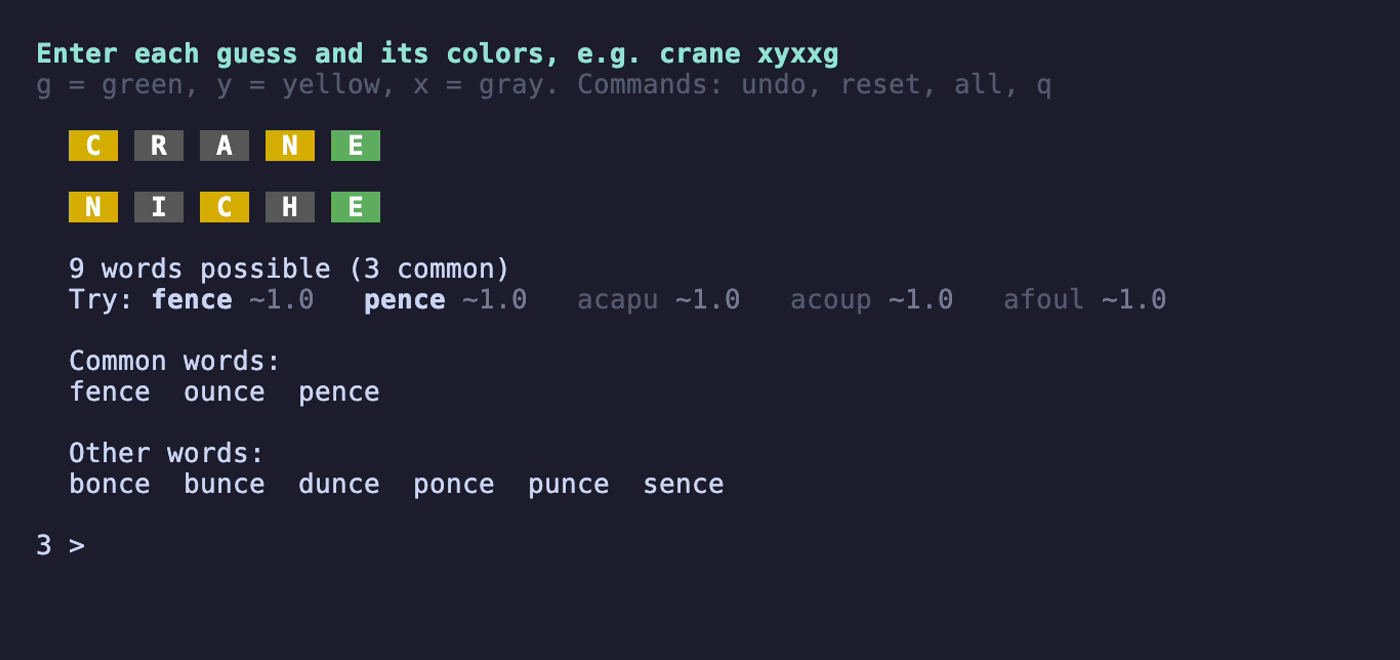 Enter each guess and its colors, e.g. crane xyxxg
g = green, y = yellow, x = gray. Commands: undo, reset, all, q
C R A N E
N I C H E
9 words possible (3 common)
Try: fence ~1.0 pence ~1.0 acapu ~1.0 acoup ~1.0 afoul ~1.0
Common words:
fence ounce pence
Other words:
bonce bunce dunce ponce punce sence
3 >